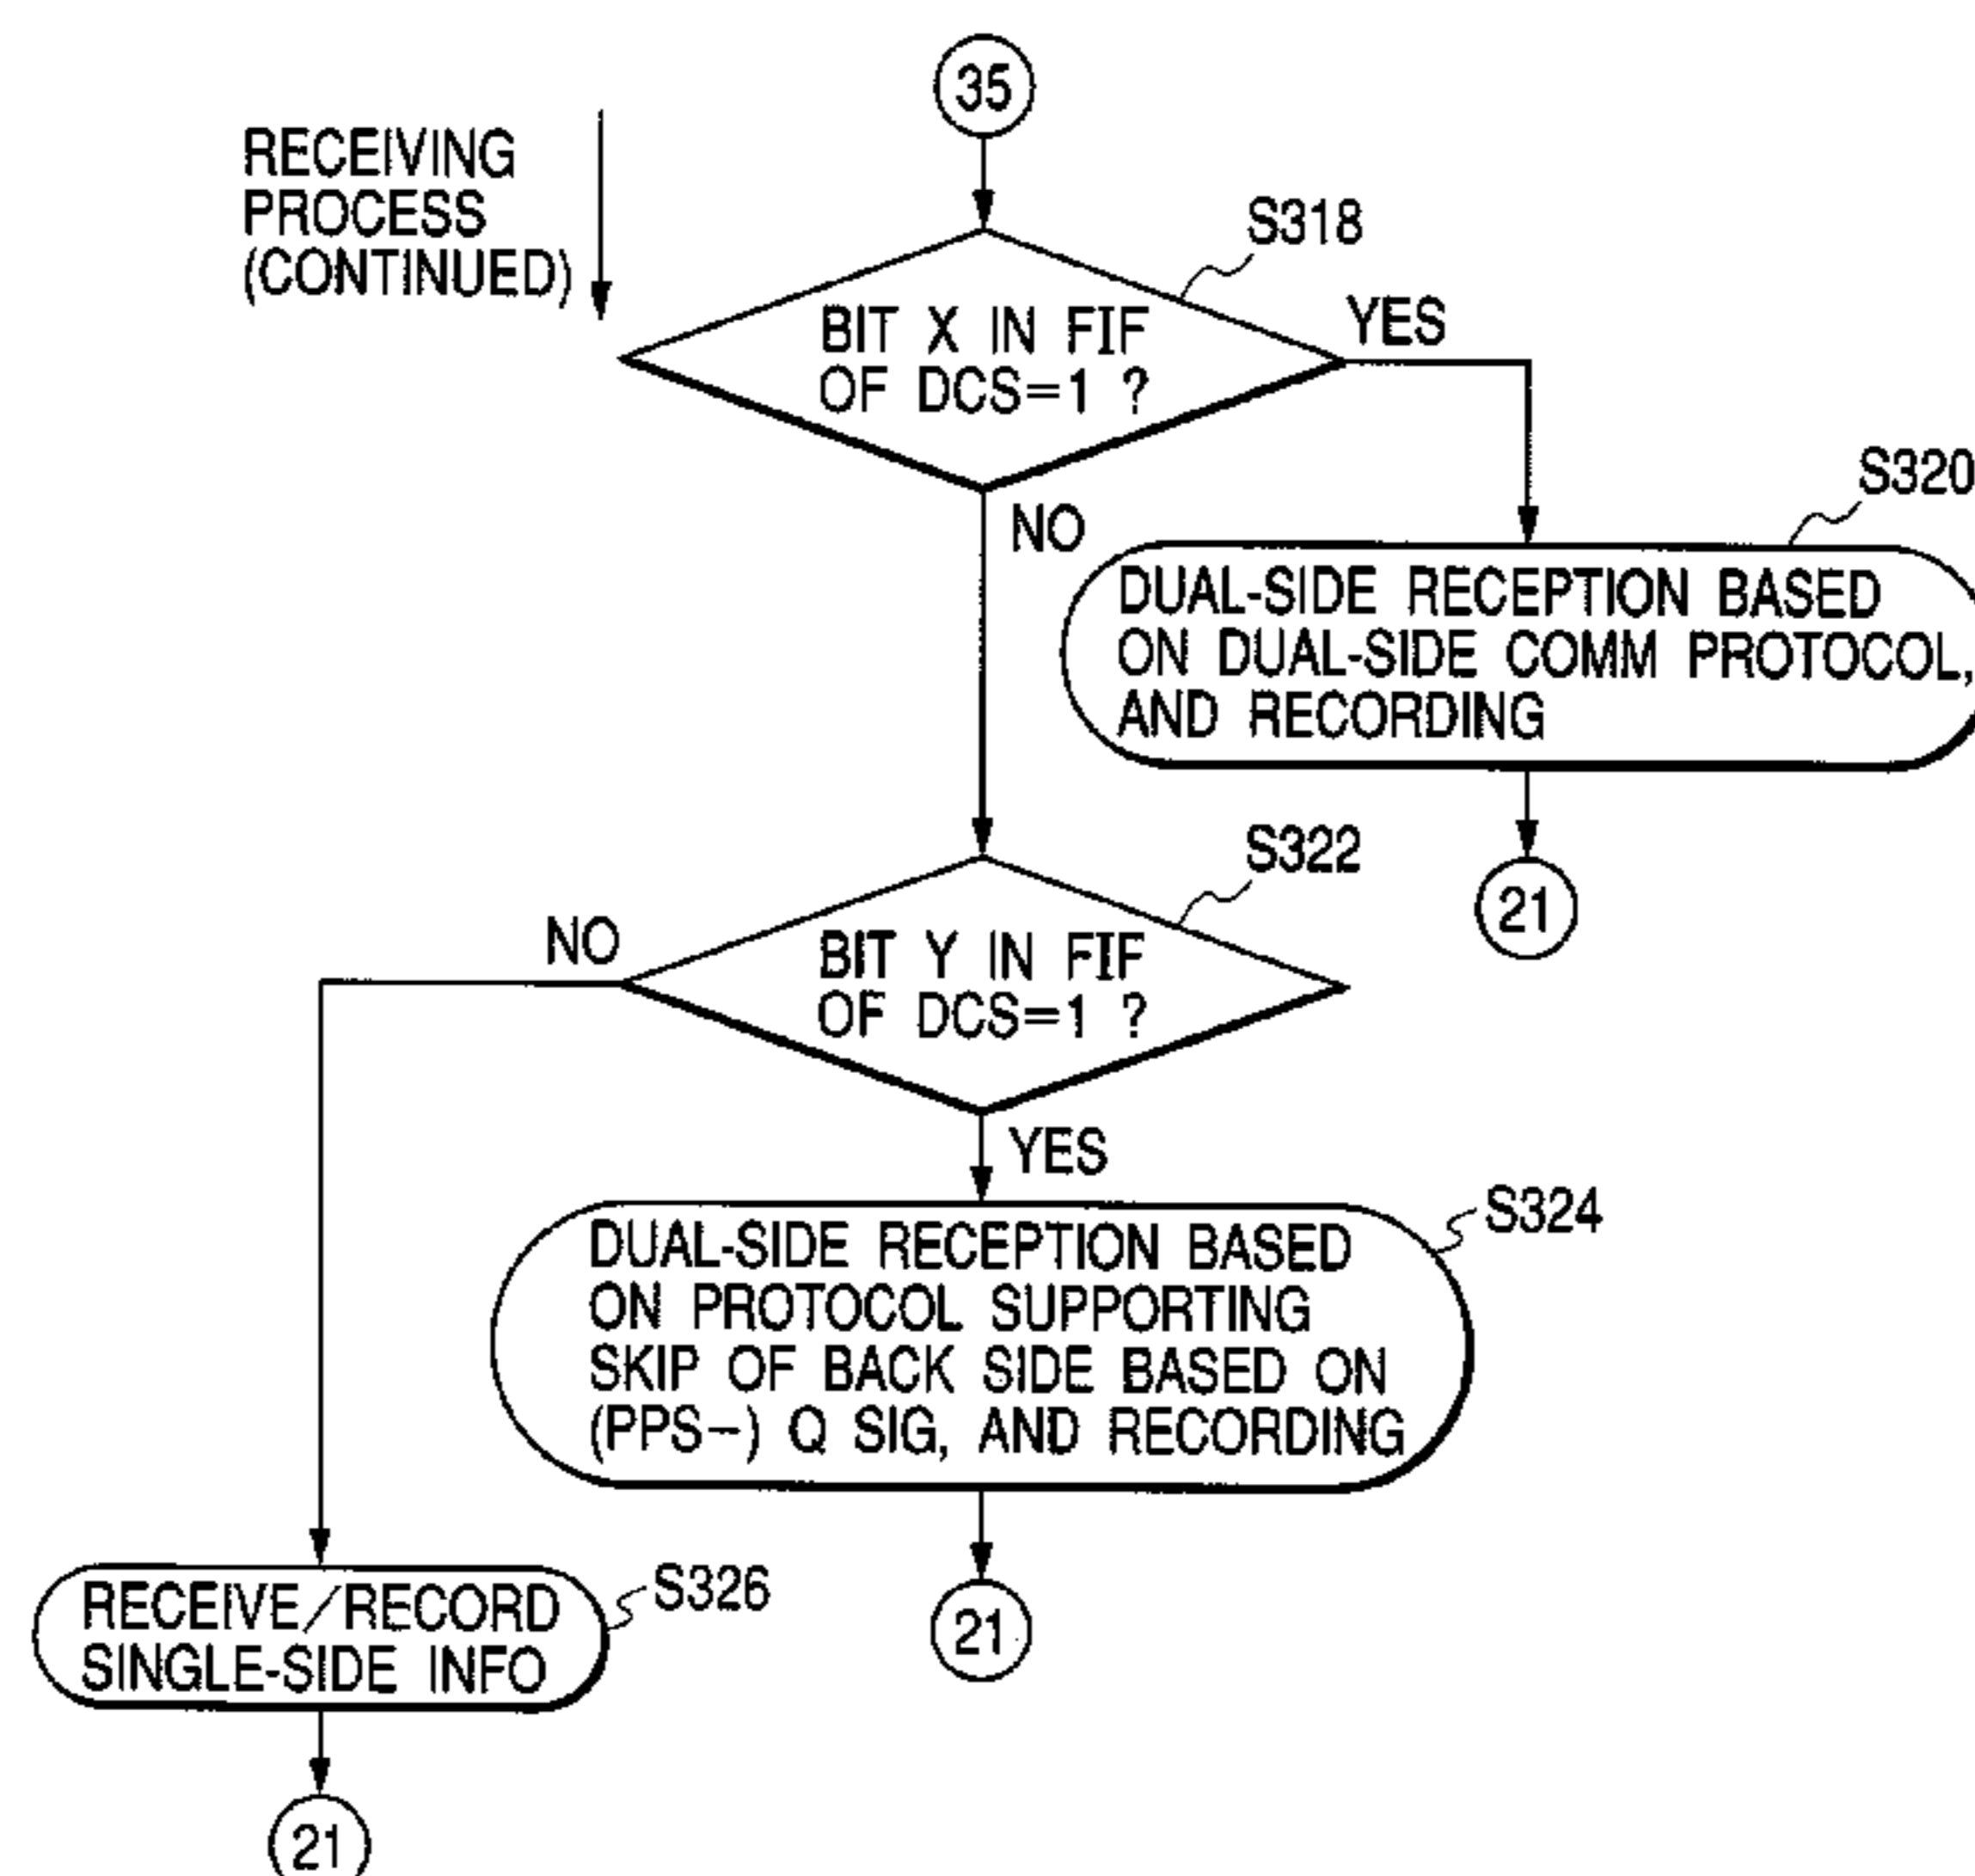 35
RECEIVING
PROCESS
(CONTINUED)
S318
BIT X IN FIF
OF DCS=1 ?
YES
NO
S320
DUAL-SIDE RECEPTION BASED
ON DUAL-SIDE COMM PROTOCOL,
AND RECORDING
21
S322
BIT Y IN FIF
OF DCS=1 ?
NO
YES
S324
DUAL-SIDE RECEPTION BASED
ON PROTOCOL SUPPORTING
SKIP OF BACK SIDE BASED ON
(PPS-) Q SIG, AND RECORDING
21
S326
RECEIVE/RECORD
SINGLE-SIDE INFO
21